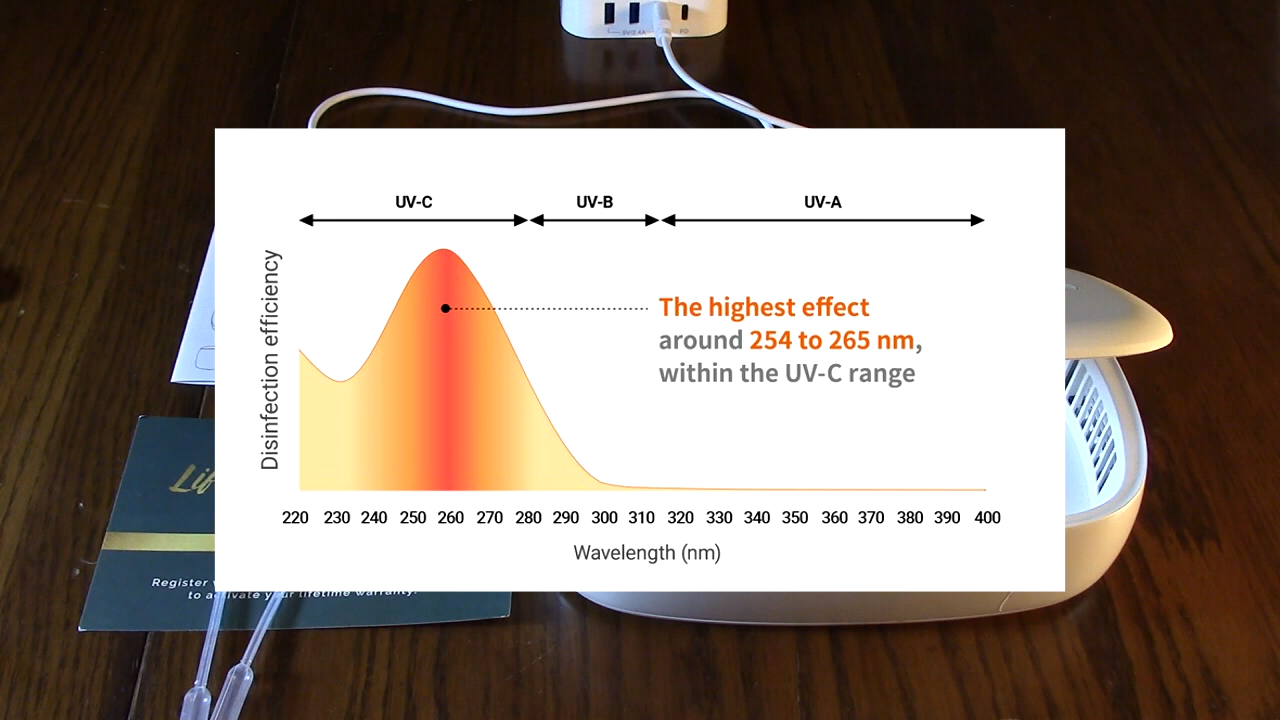 PD
UV-C
UV-B
UV-A
Disinfection efficiency
The highest effect
around 254 to 265 nm,
within the UV-C range
220 230 240 250 260 270 280 290 300 310 320 330 340 350 360 370 380 390 400
Wavelength (nm)
Register
to activate your lifetime warranty.